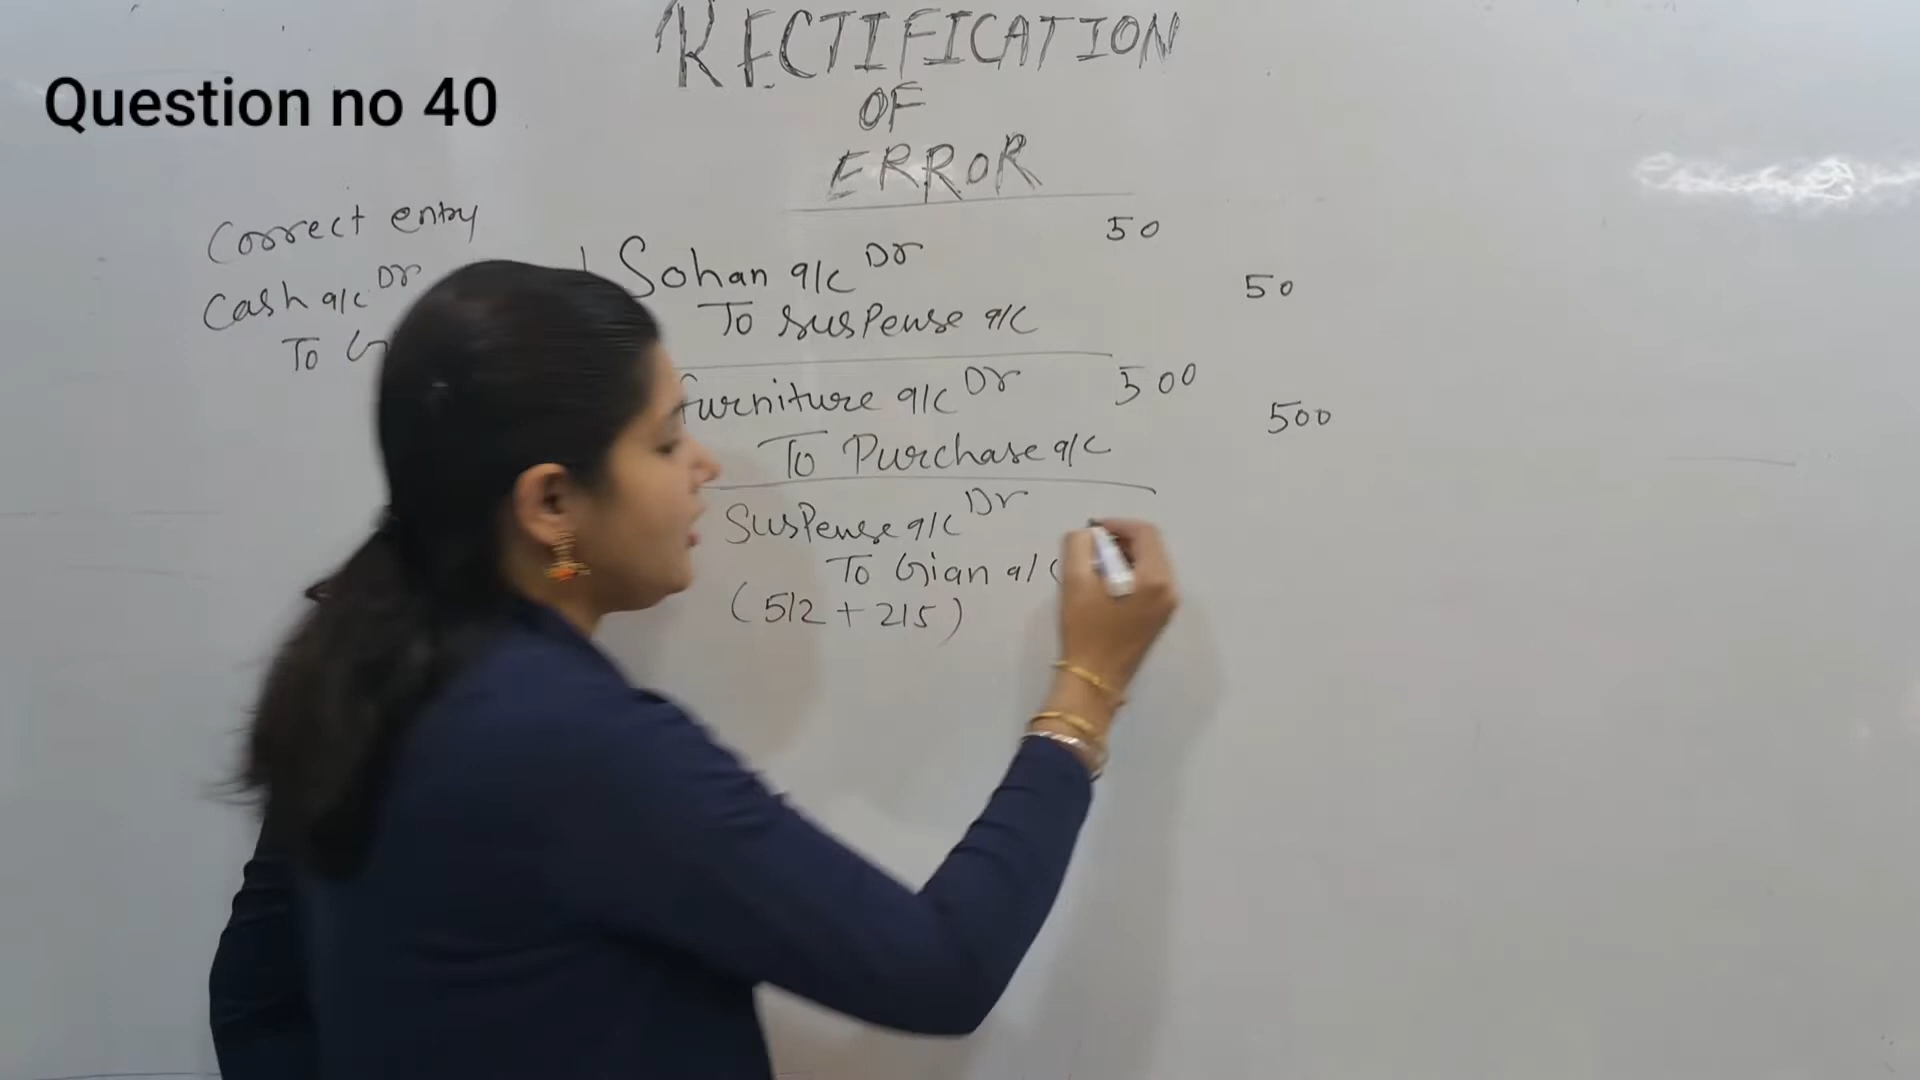 Question no 40
RECTIFICATION
OF
ERROR
Correct entry
Cash a/c Dr
To
Sohan a/c Dr 50
To suspense a/c 50
furniture a/c Dr 500
To Purchase a/c 500
Suspense a/c Dr
To Gian a/c
(512 + 215)